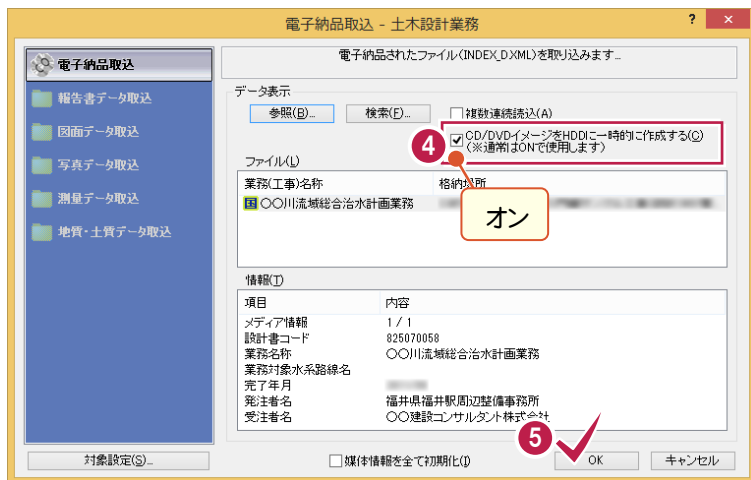 電子納品取込 - 土木設計業務
? ×
電子納品取込
電子納品されたファイル(INDEX_D.XML)を取り込みます...
報告書データ取込
図面データ取込
写真データ取込
測量データ取込
地質・土質データ取込
データ表示
参照(B)... 検索(F)... 複数連続読込(A)
4 CD/DVDイメージをHDDに一時的に作成する(C)
(※通常はONで使用します)
ファイル(L)
業務(工事)名称 格納場所
国 〇〇川流域総合治水計画業務
オン
情報(T)
項目 内容
メディア情報 1 / 1
設計書コード 825070058
業務名称 〇〇川流域総合治水計画業務
業務対象水系路線名
完了年月
発注者名 福井県福井駅周辺整備事務所
受注者名 〇〇建設コンサルタント株式会社
5
対象設定(S)... 媒体情報を全て初期化(I) OK キャンセル